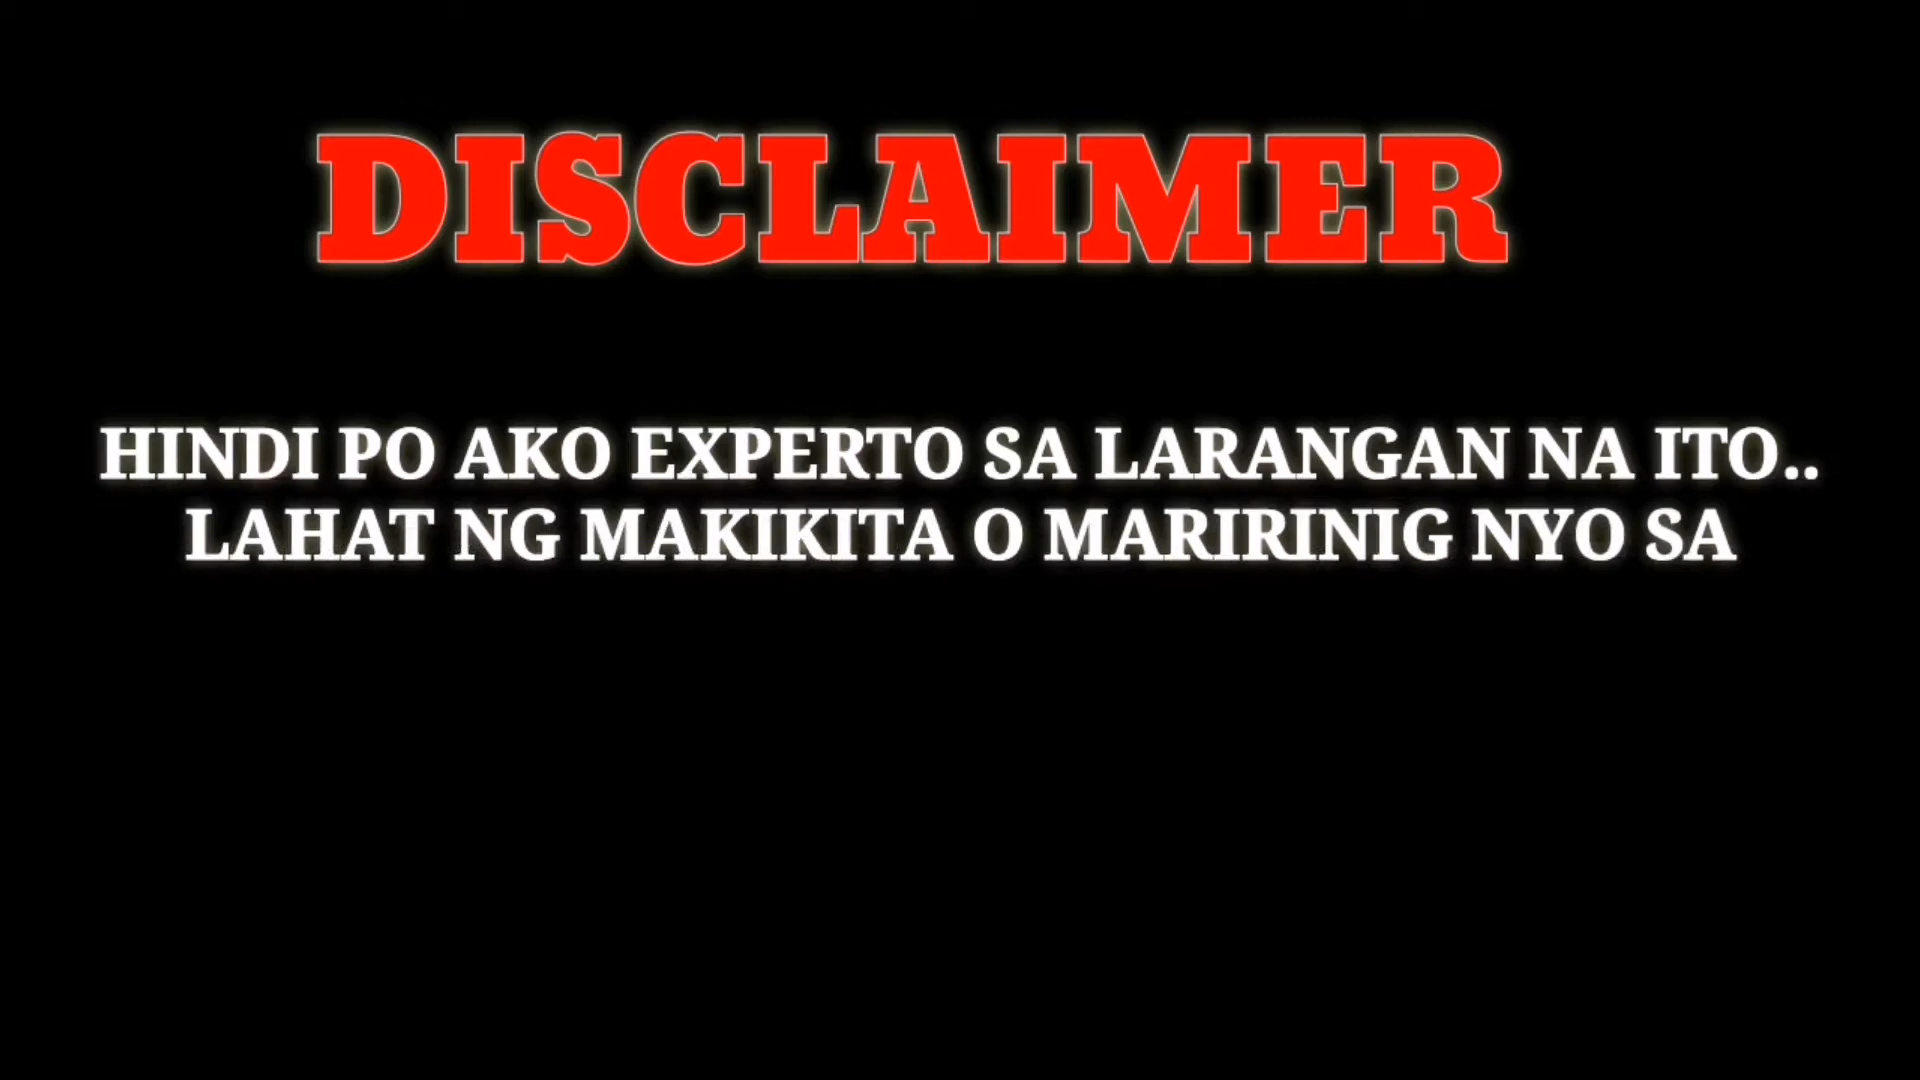 DISCLAIMER
HINDI PO AKO EXPERTO SA LARANGAN NA ITO..
LAHAT NG MAKIKITA O MARIRINIG NYO SA